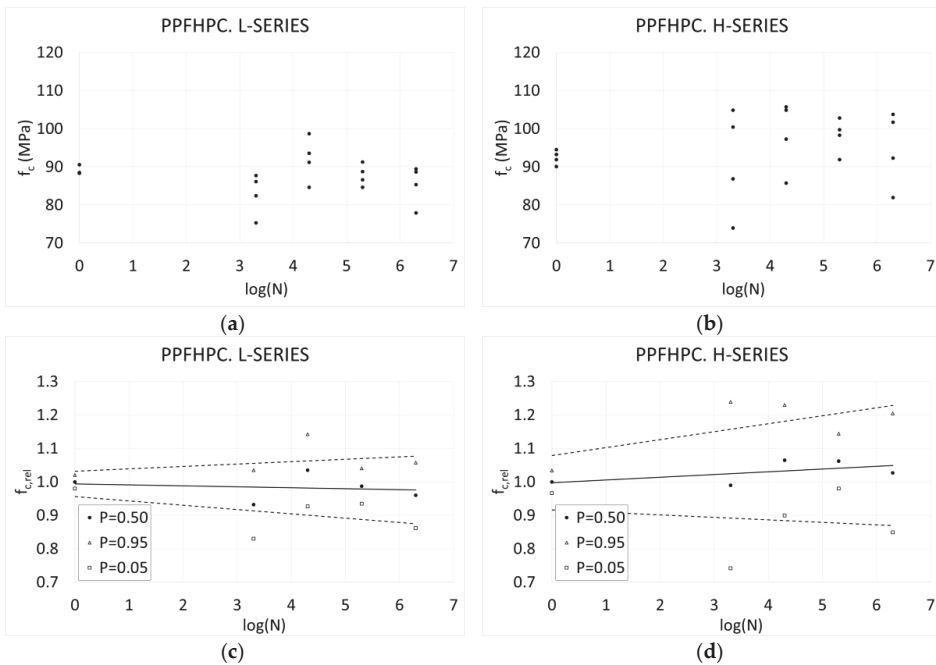 PPFHPC. L-SERIES
120
110
100
90
80
70
f_c (MPa)
0 1 2 3 4 5 6 7
log(N)
(a)
PPFHPC. H-SERIES
120
110
100
90
80
70
f_c (MPa)
0 1 2 3 4 5 6 7
log(N)
(b)
PPFHPC. L-SERIES
1.3
1.2
1.1
1.0
0.9
0.8
0.7
f_c,rel
P=0.50
P=0.95
P=0.05
0 1 2 3 4 5 6 7
log(N)
(c)
PPFHPC. H-SERIES
1.3
1.2
1.1
1.0
0.9
0.8
0.7
f_c,rel
P=0.50
P=0.95
P=0.05
0 1 2 3 4 5 6 7
log(N)
(d)